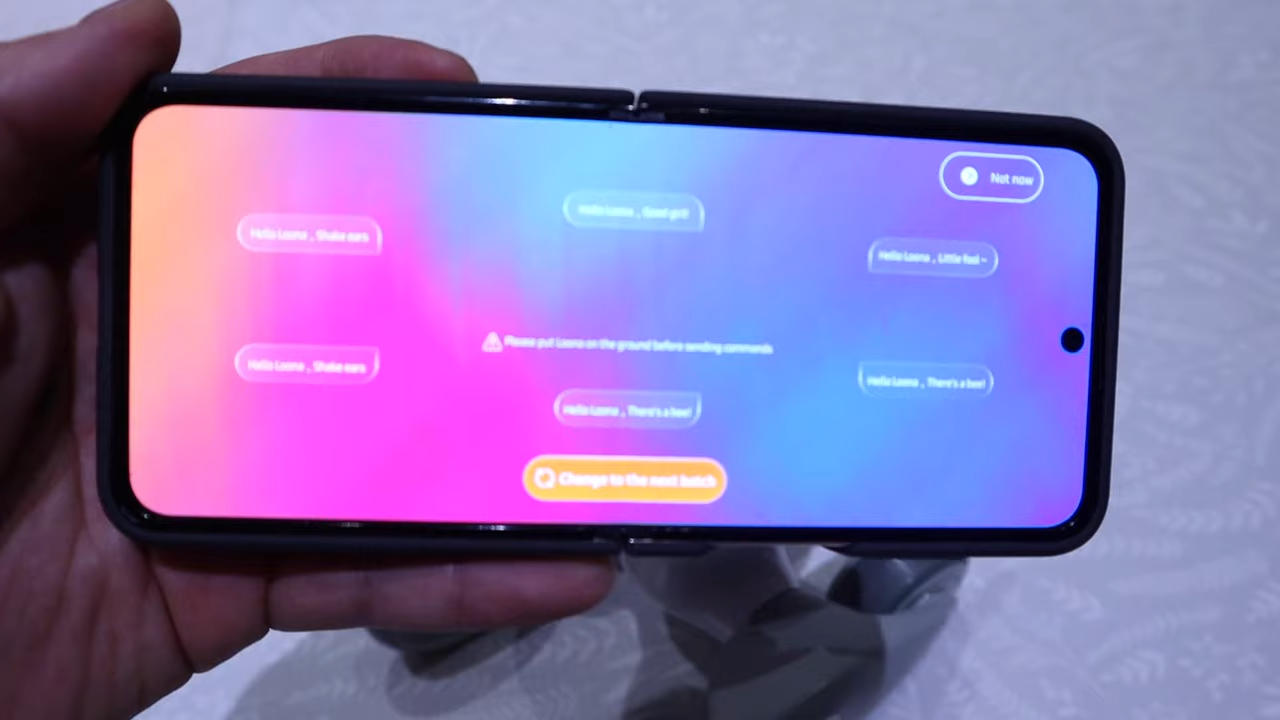 Not now
Hello Loona , Good girl!
Hello Loona , Shake ears
Hello Loona , Little fool ~
Please put Loona on the ground before sending commands
Hello Loona , Shake ears
Hello Loona , There's a bee!
Hello Loona , There's a bee!
Change to the next batch